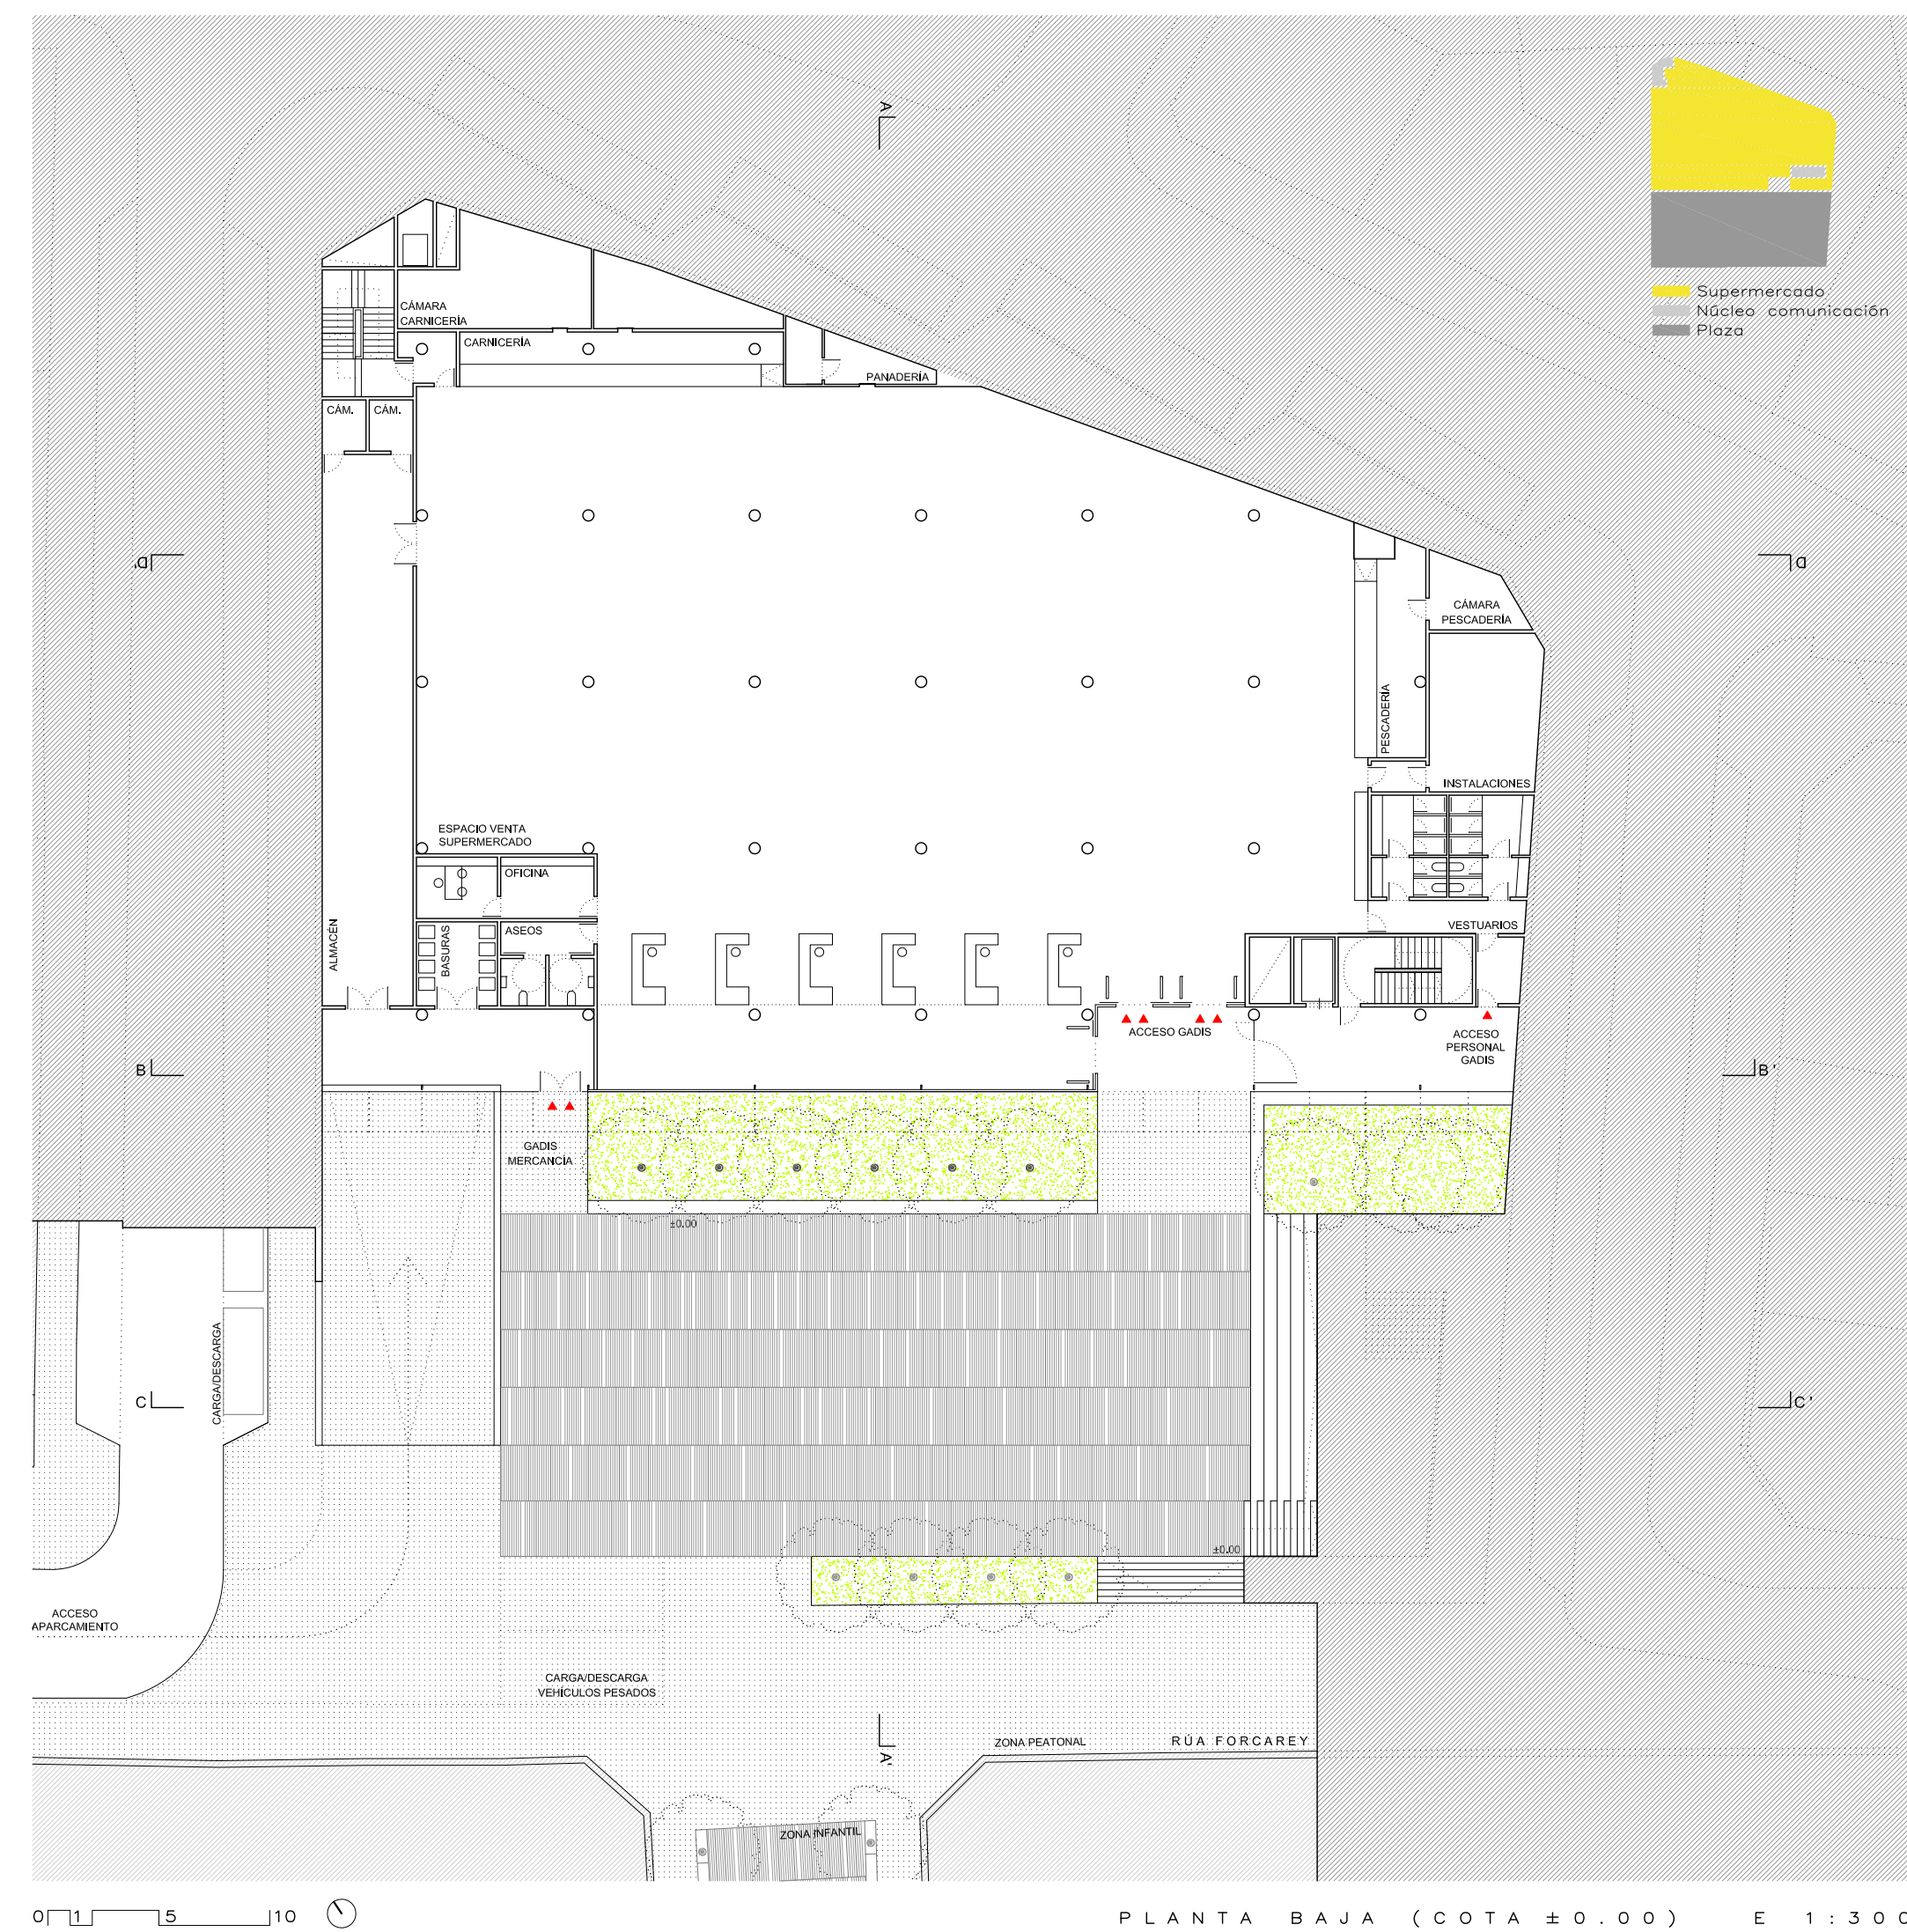 A
Supermercado
Núcleo comunicación
Plaza
CÁMARA
CARNICERÍA
CARNICERÍA
PANADERÍA
CÁM.
CÁM.
D'
D
CÁMARA
PESCADERÍA
PESCADERÍA
INSTALACIONES
ESPACIO VENTA
SUPERMERCADO
OFICINA
ALMACÉN
BASURAS
ASEOS
VESTUARIOS
ACCESO GADIS
ACCESO
PERSONAL
GADIS
B
B'
GADIS
MERCANCÍA
±0.00
CARGA/DESCARGA
C
C'
±0.00
ACCESO
APARCAMIENTO
CARGA/DESCARGA
VEHÍCULOS PESADOS
A'
ZONA PEATONAL
RÚA FORCAREY
ZONA INFANTIL
0 1 5 10
PLANTA BAJA (COTA ±0.00) E 1:300